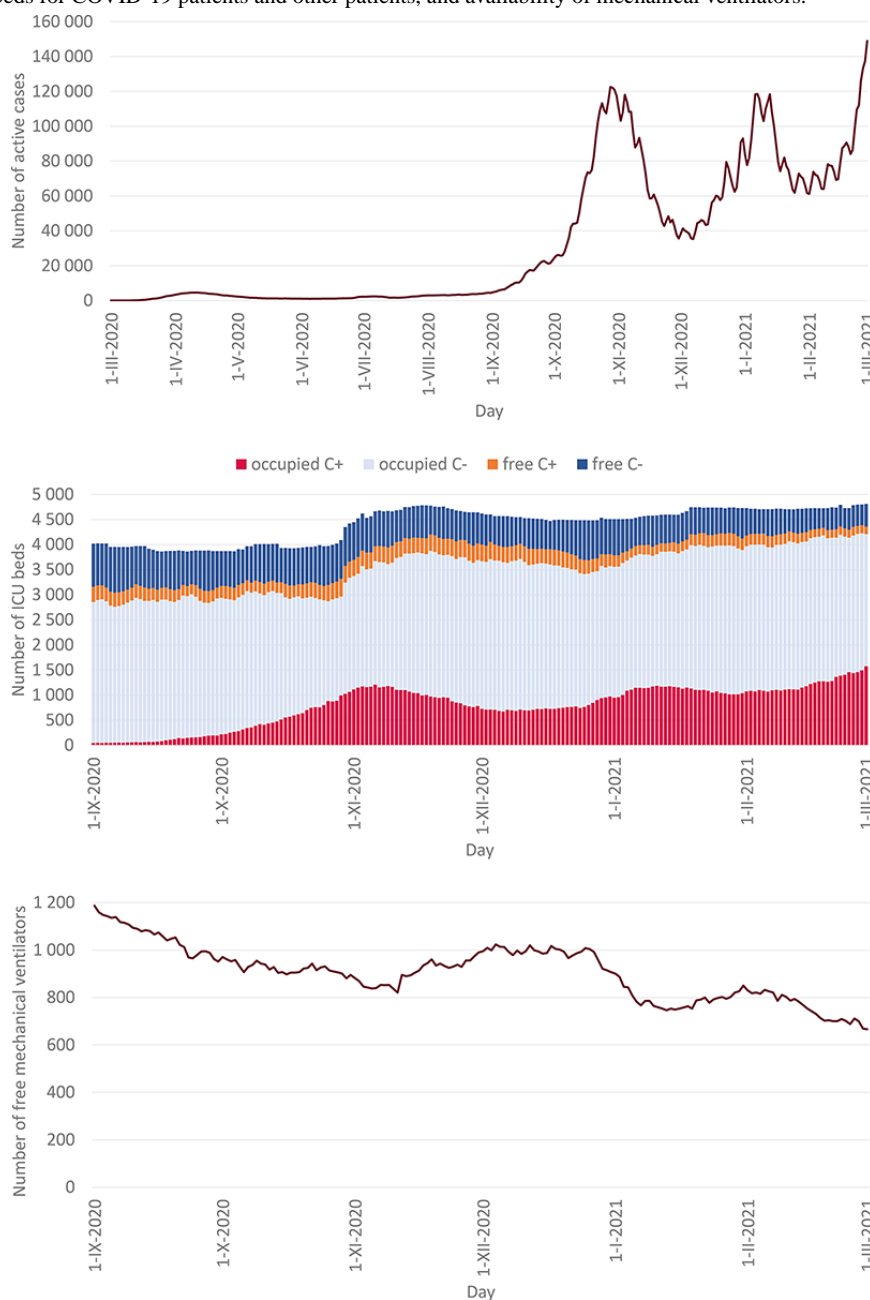 beds for COVID-19 patients and other patients, and availability of mechanical ventilators.
160 000
140 000
120 000
100 000
80 000
60 000
40 000
20 000
0
Number of active cases
1-III-2020
1-IV-2020
1-V-2020
1-VI-2020
1-VII-2020
1-VIII-2020
1-IX-2020
1-X-2020
1-XI-2020
1-XII-2020
1-I-2021
1-II-2021
1-III-2021
Day
occupied C+ occupied C- free C+ free C-
5 000
4 500
4 000
3 500
3 000
2 500
2 000
1 500
1 000
500
0
Number of ICU beds
1-IX-2020
1-X-2020
1-XI-2020
1-XII-2020
1-I-2021
1-II-2021
1-III-2021
Day
1 200
1 000
800
600
400
200
0
Number of free mechanical ventilators
1-IX-2020
1-X-2020
1-XI-2020
1-XII-2020
1-I-2021
1-II-2021
1-III-2021
Day